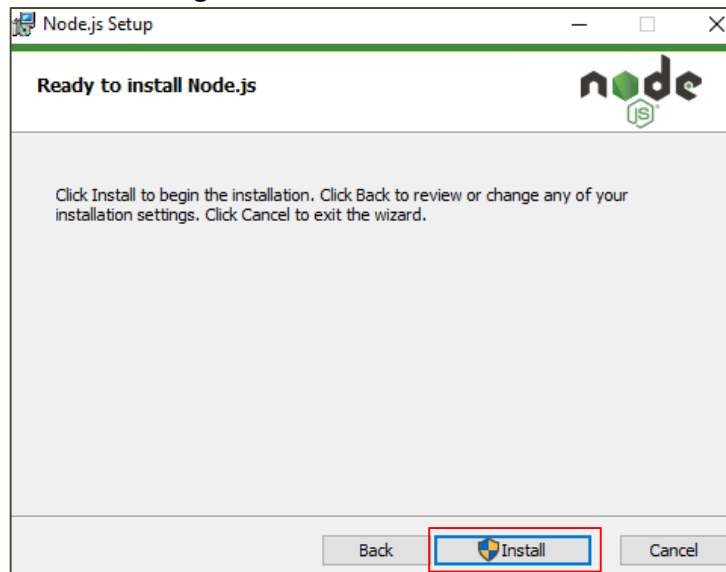 Node.js Setup
Ready to install Node.js
node
JS
Click Install to begin the installation. Click Back to review or change any of your
installation settings. Click Cancel to exit the wizard.
Back
Install
Cancel